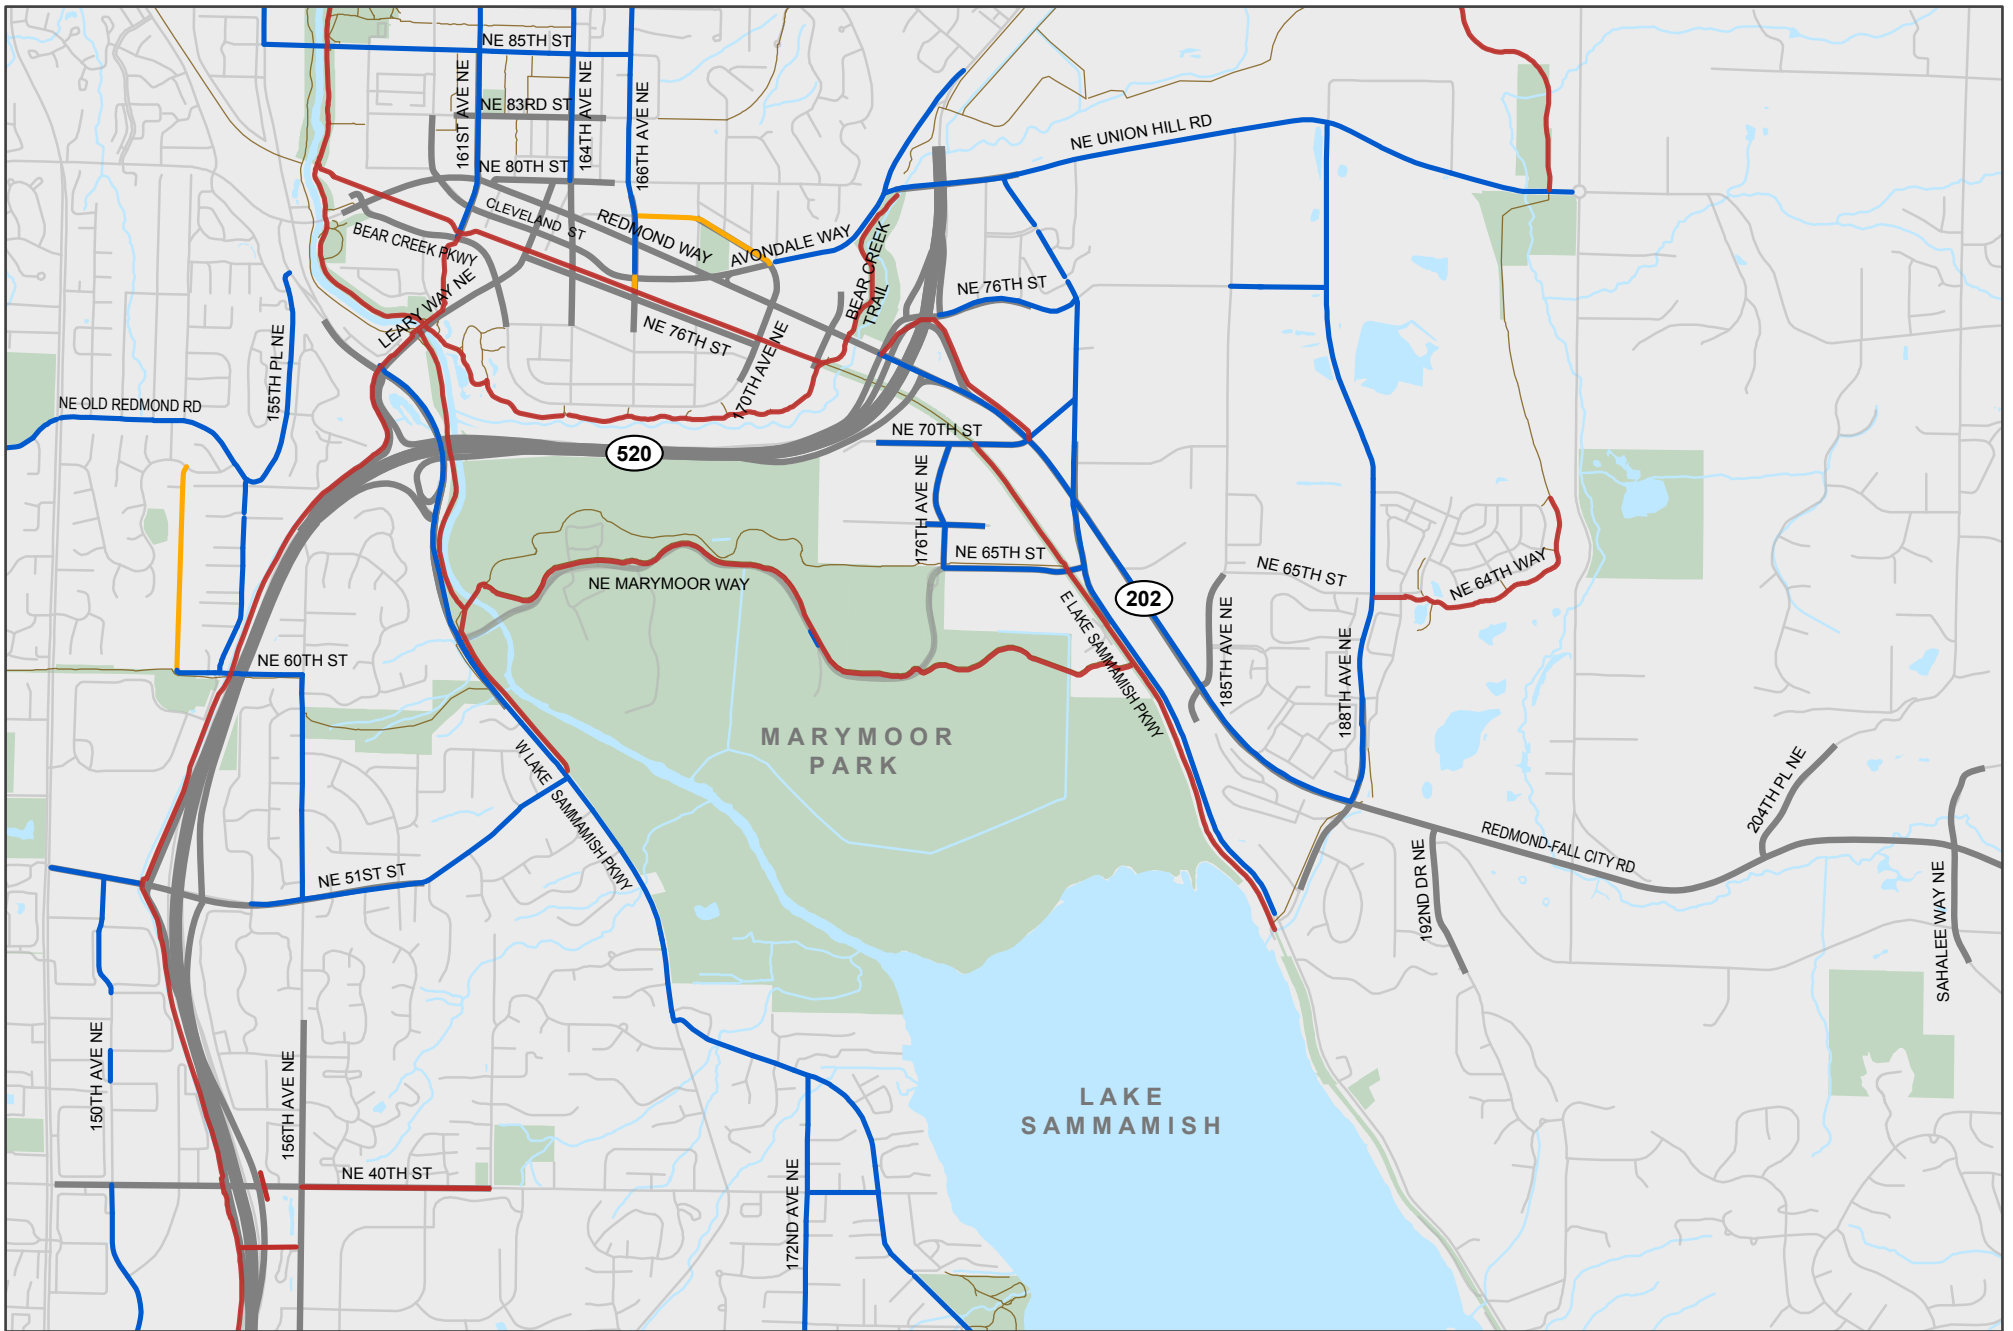 NE 85TH ST
161ST AVE NE
164TH AVE NE
166TH AVE NE
NE 83RD ST
NE UNION HILL RD
NE 80TH ST
CLEVELAND ST
REDMOND WAY
BEAR CREEK PKWY
AVONDALE WAY
BEAR CREEK
TRAIL
LEARY WAY NE
NE 76TH ST
NE 76TH ST
155TH PL NE
170TH AVE NE
NE OLD REDMOND RD
NE 70TH ST
520
176TH AVE NE
NE 65TH ST
NE MARYMOOR WAY
NE 65TH ST
NE 64TH WAY
202
E LAKE SAMMAMISH PKWY
185TH AVE NE
188TH AVE NE
NE 60TH ST
MARYMOOR
PARK
W LAKE SAMMAMISH PKWY
204TH PL NE
REDMOND-FALL CITY RD
NE 51ST ST
192ND DR NE
SAHALEE WAY NE
150TH AVE NE
156TH AVE NE
LAKE
SAMMAMISH
NE 40TH ST
172ND AVE NE